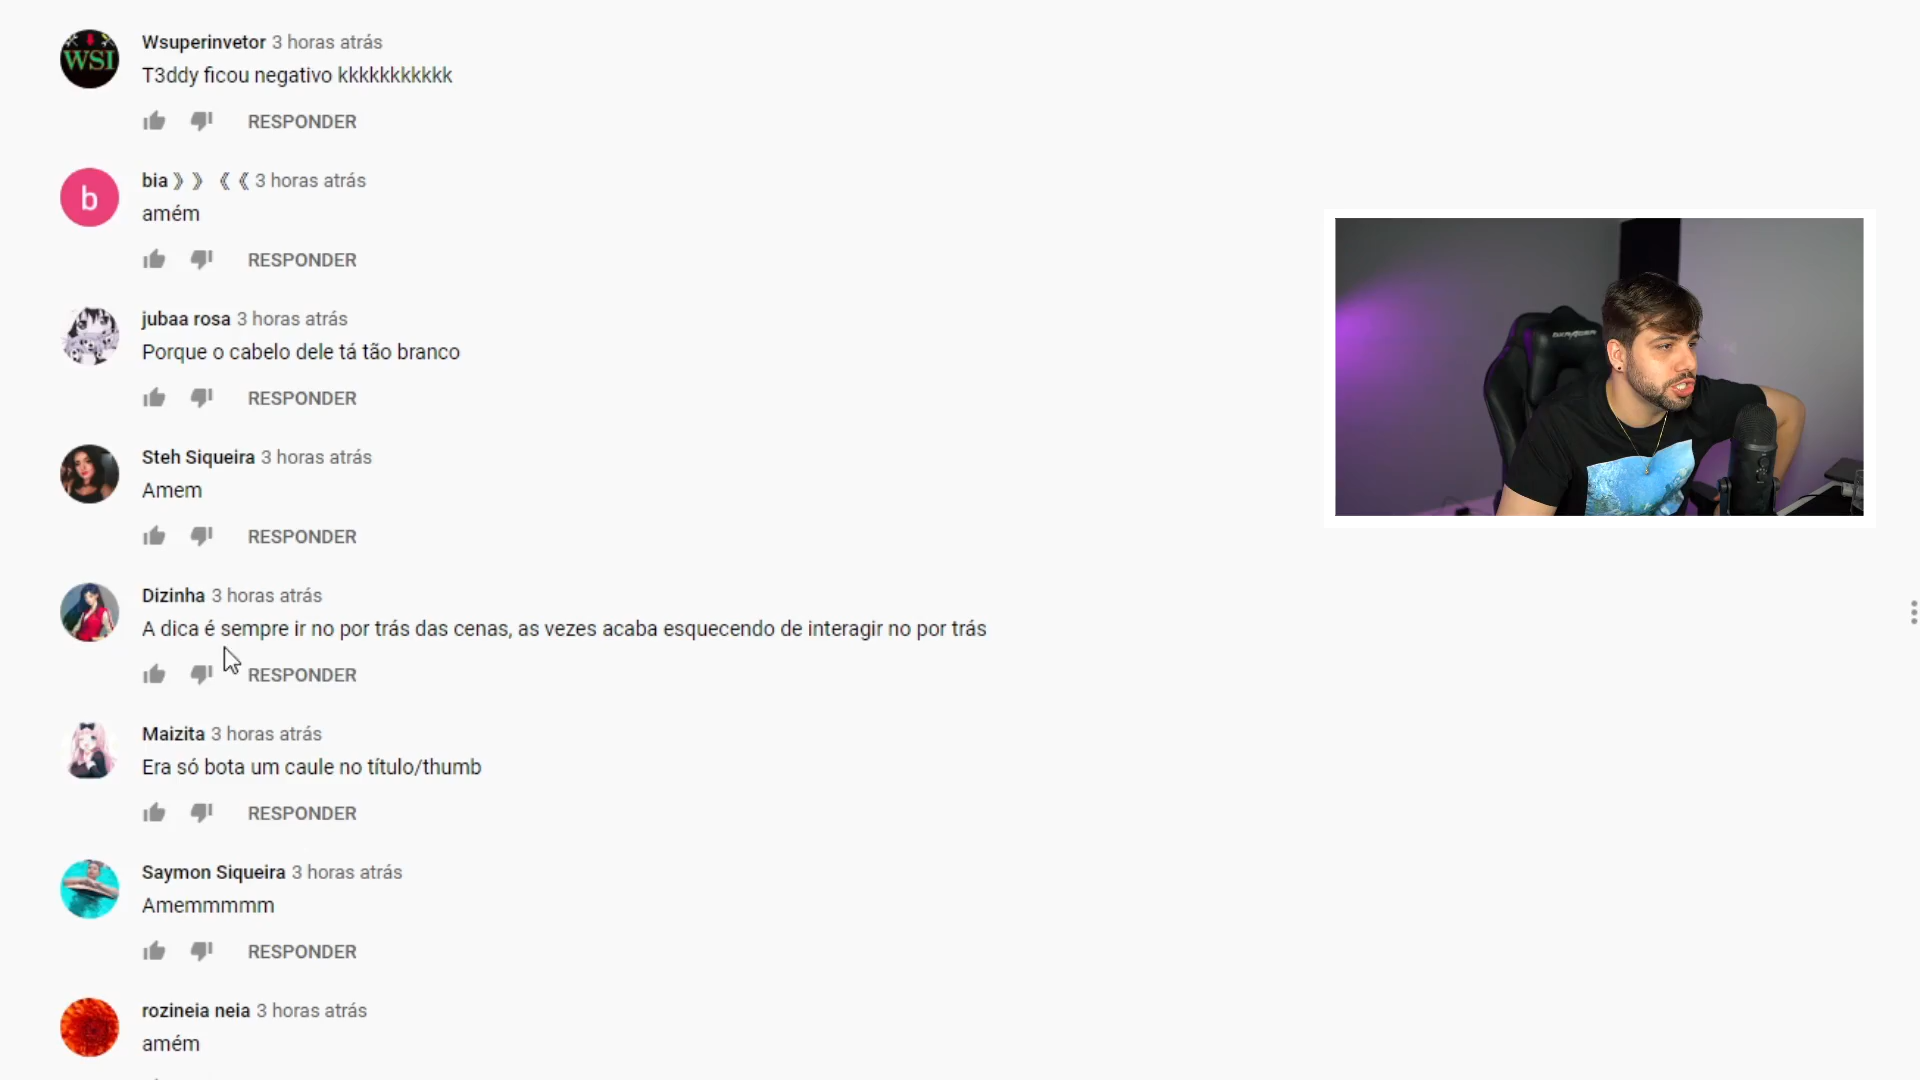 WSI
Wsuperinvetor 3 horas atrás
T3ddy ficou negativo kkkkkkkkkkk
RESPONDER
b
bia 》》 《《 3 horas atrás
amém
RESPONDER
jubaa rosa 3 horas atrás
Porque o cabelo dele tá tão branco
RESPONDER
Steh Siqueira 3 horas atrás
Amem
RESPONDER
Dizinha 3 horas atrás
A dica é sempre ir no por trás das cenas, as vezes acaba esquecendo de interagir no por trás
RESPONDER
Maizita 3 horas atrás
Era só bota um caule no título/thumb
RESPONDER
Saymon Siqueira 3 horas atrás
Amemmmmm
RESPONDER
rozineia neia 3 horas atrás
amém
DXRACER